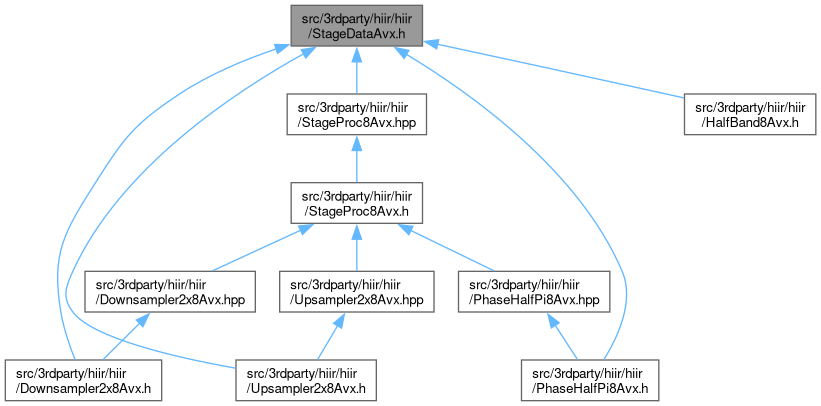 src/3rdparty/hiir/hiir
/StageDataAvx.h
src/3rdparty/hiir/hiir
/StageProc8Avx.hpp
src/3rdparty/hiir/hiir
/HalfBand8Avx.h
src/3rdparty/hiir/hiir
/StageProc8Avx.h
src/3rdparty/hiir/hiir
/Downsampler2x8Avx.hpp
src/3rdparty/hiir/hiir
/Upsampler2x8Avx.hpp
src/3rdparty/hiir/hiir
/PhaseHalfPi8Avx.hpp
src/3rdparty/hiir/hiir
/Downsampler2x8Avx.h
src/3rdparty/hiir/hiir
/Upsampler2x8Avx.h
src/3rdparty/hiir/hiir
/PhaseHalfPi8Avx.h